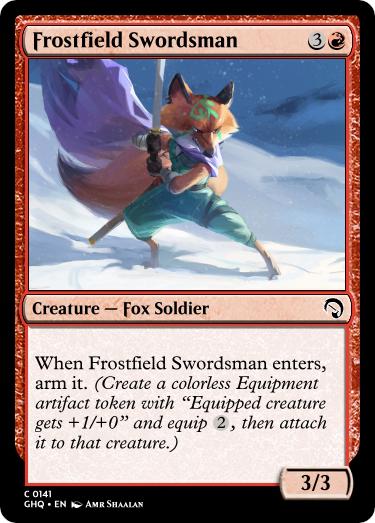 Frostfield Swordsman 3
Creature — Fox Soldier
When Frostfield Swordsman enters,
arm it. (Create a colorless Equipment
artifact token with “Equipped creature
gets +1/+0” and equip 2, then attach
it to that creature.)
3/3
C 0141
GHQ • EN Amr Shaalan